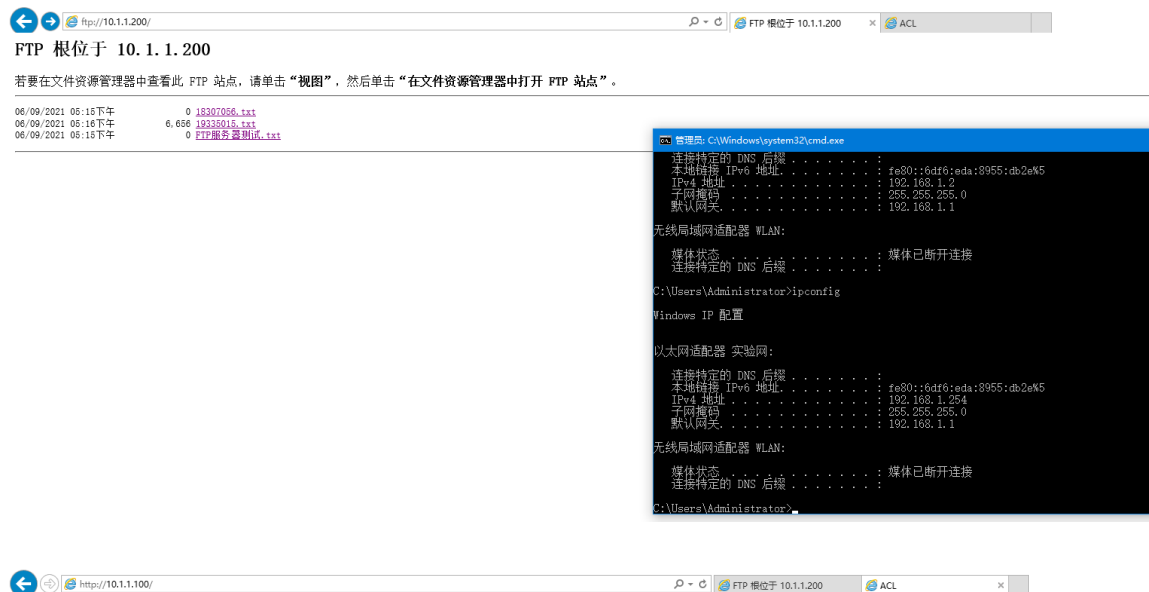 ftp://10.1.1.200/ FTP 根位于 10.1.1.200 × ACL
FTP 根位于 10.1.1.200
若要在文件资源管理器中查看此 FTP 站点，请单击“视图”，然后单击“在文件资源管理器中打开 FTP 站点”。
06/09/2021 05:15下午 0 18307056.txt
06/09/2021 05:16下午 6,656 19335015.txt
06/09/2021 05:15下午 0 FTP服务器测试.txt
管理员: C:\Windows\system32\cmd.exe
连接特定的 DNS 后缀 . . . . . . . :
本地链接 IPv6 地址. . . . . . . . : fe80::6df6:eda:8955:db2e%5
IPv4 地址 . . . . . . . . . . . . : 192.168.1.2
子网掩码 . . . . . . . . . . . . : 255.255.255.0
默认网关. . . . . . . . . . . . . : 192.168.1.1
无线局域网适配器 WLAN:
媒体状态 . . . . . . . . . . . . : 媒体已断开连接
连接特定的 DNS 后缀 . . . . . . . :
C:\Users\Administrator>ipconfig
Windows IP 配置
以太网适配器 实验网:
连接特定的 DNS 后缀 . . . . . . . :
本地链接 IPv6 地址. . . . . . . . : fe80::6df6:eda:8955:db2e%5
IPv4 地址 . . . . . . . . . . . . : 192.168.1.254
子网掩码 . . . . . . . . . . . . : 255.255.255.0
默认网关. . . . . . . . . . . . . : 192.168.1.1
无线局域网适配器 WLAN:
媒体状态 . . . . . . . . . . . . : 媒体已断开连接
连接特定的 DNS 后缀 . . . . . . . :
C:\Users\Administrator>
http://10.1.1.100/ FTP 根位于 10.1.1.200 ACL ×